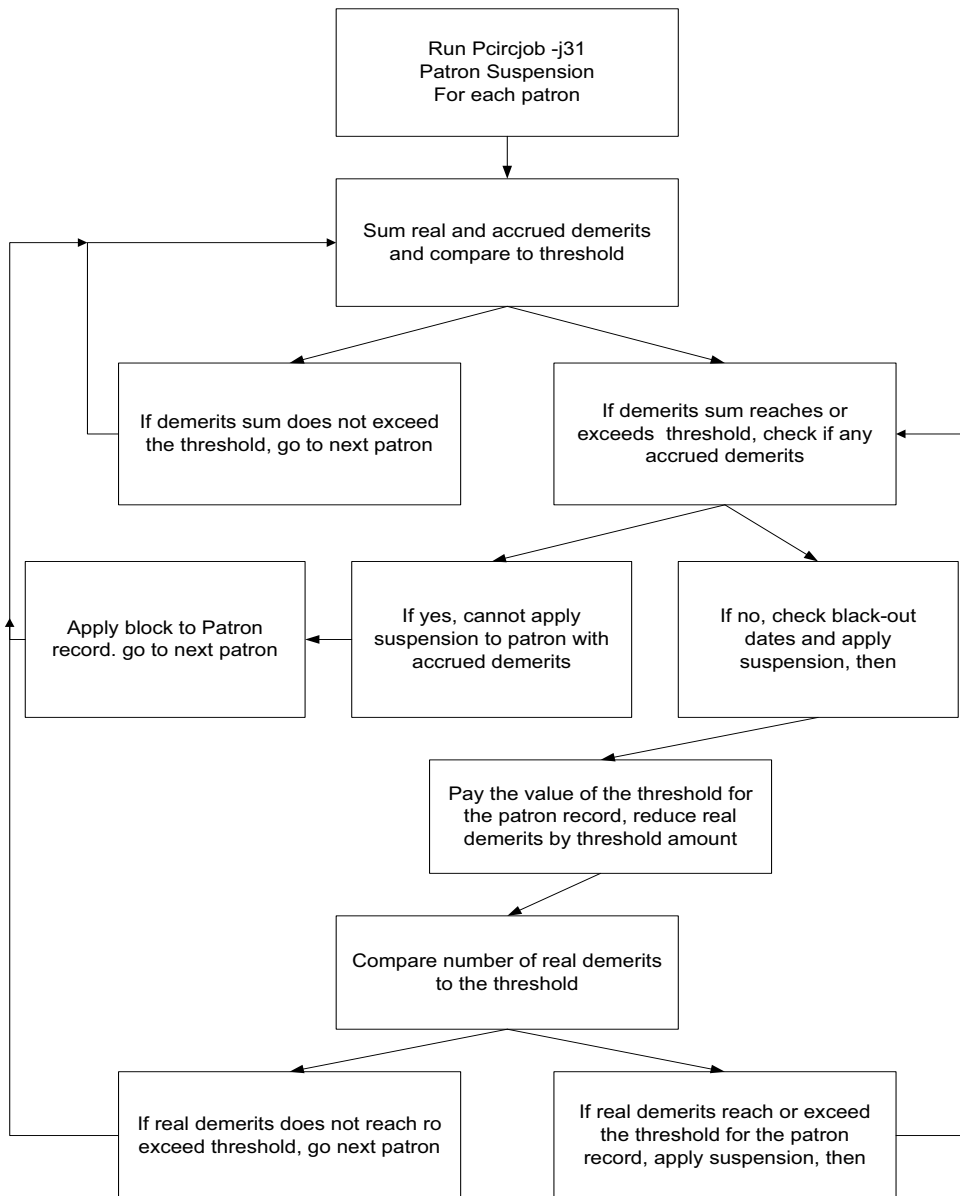 Run Pcircjob -j31
Patron Suspension
For each patron
Sum real and accrued demerits
and compare to threshold
If demerits sum does not exceed
the threshold, go to next patron
If demerits sum reaches or
exceeds  threshold, check if any
accrued demerits
Apply block to Patron
record. go to next patron
If yes, cannot apply
suspension to patron with
accrued demerits
If no, check black-out
dates and apply
suspension, then
Pay the value of the threshold for
the patron record, reduce real
demerits by threshold amount
Compare number of real demerits
to the threshold
If real demerits does not reach ro
exceed threshold, go next patron
If real demerits reach or exceed
the threshold for the patron
record, apply suspension, then